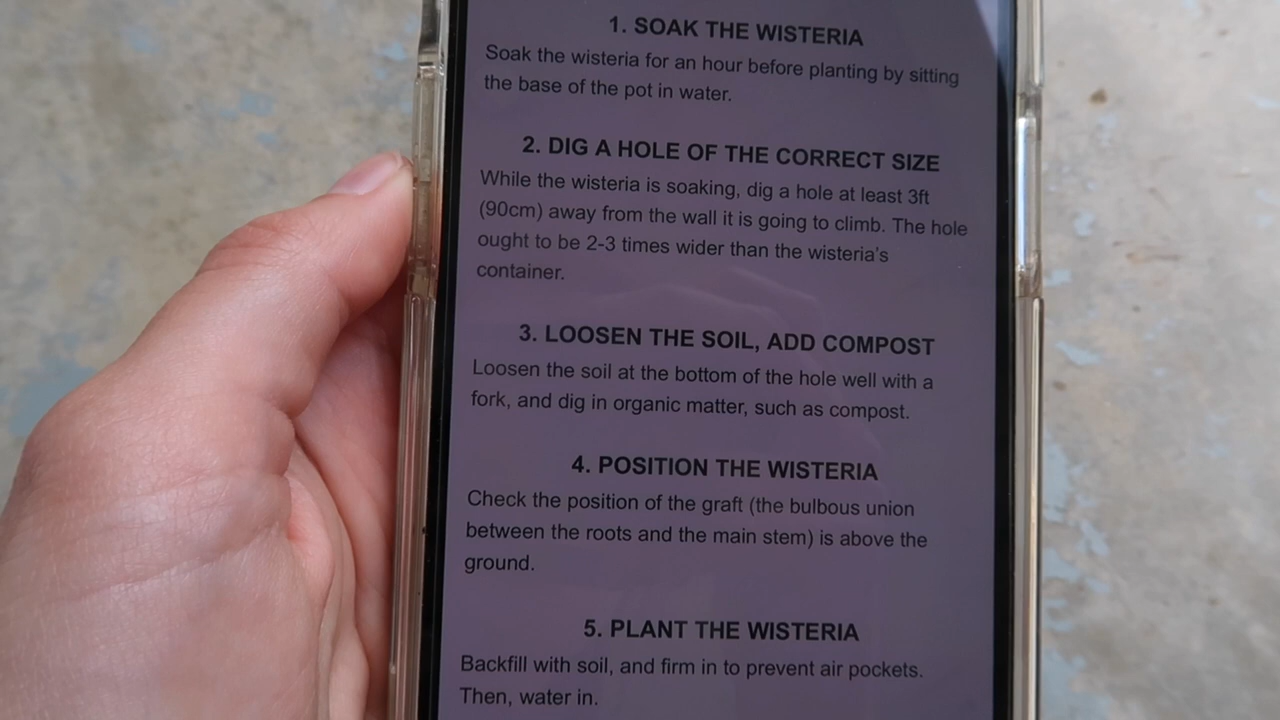 1. SOAK THE WISTERIA
Soak the wisteria for an hour before planting by sitting
the base of the pot in water.
2. DIG A HOLE OF THE CORRECT SIZE
While the wisteria is soaking, dig a hole at least 3ft
(90cm) away from the wall it is going to climb. The hole
ought to be 2-3 times wider than the wisteria's
container.
3. LOOSEN THE SOIL, ADD COMPOST
Loosen the soil at the bottom of the hole well with a
fork, and dig in organic matter, such as compost.
4. POSITION THE WISTERIA
Check the position of the graft (the bulbous union
between the roots and the main stem) is above the
ground.
5. PLANT THE WISTERIA
Backfill with soil, and firm in to prevent air pockets.
Then, water in.